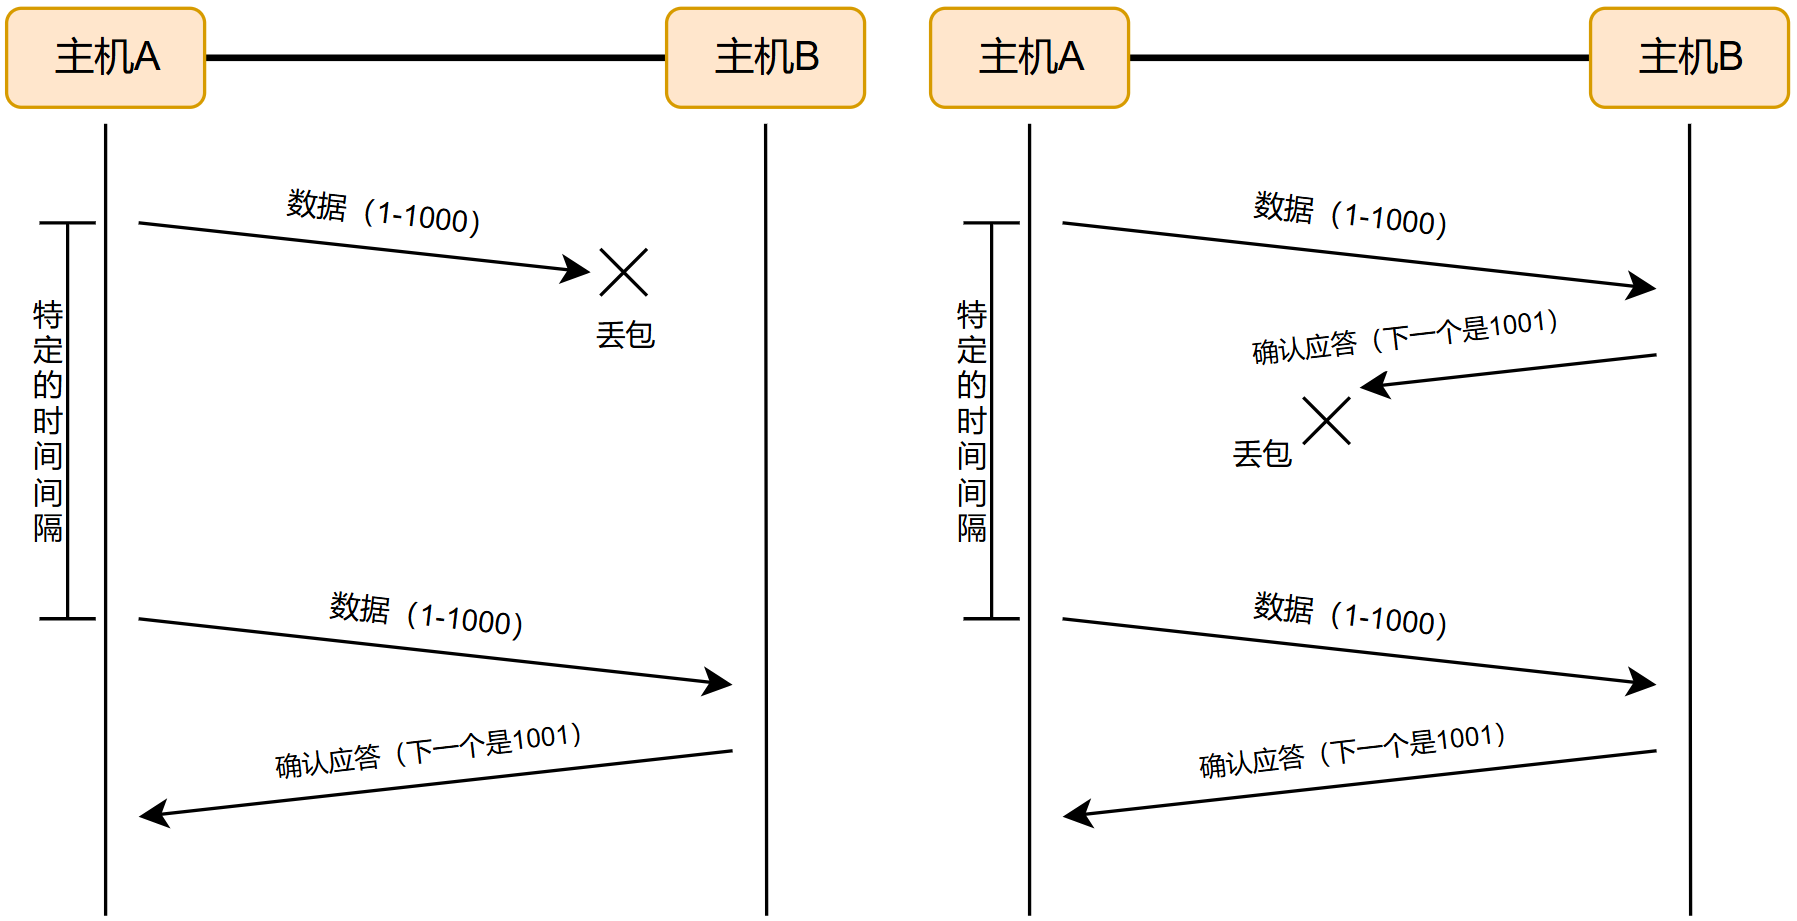 主机A
主机B
数据（1-1000）
丢包
特定的时间间隔
数据（1-1000）
确认应答（下一个是1001）
主机A
主机B
数据（1-1000）
确认应答（下一个是1001）
丢包
特定的时间间隔
数据（1-1000）
确认应答（下一个是1001）